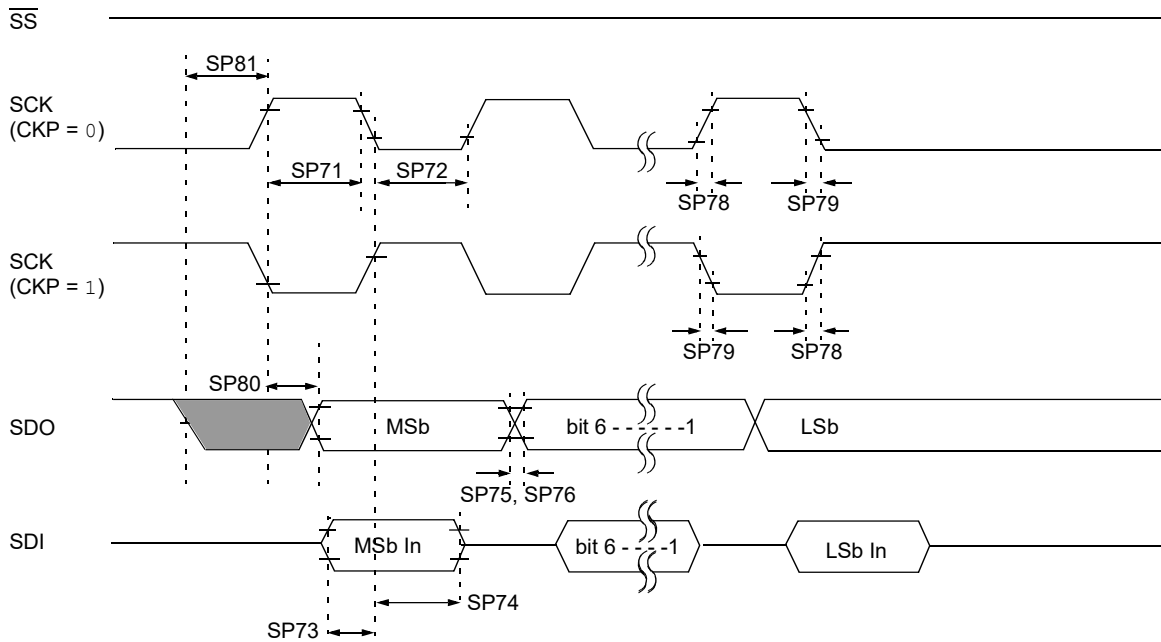 SS
SP81
SCK
(CKP = 0)
SP71
SP72
SP78
SP79
SCK
(CKP = 1)
SP79
SP78
SP80
SDO
MSb
bit 6 - - - - - -1
LSb
SP75, SP76
SDI
MSb In
bit 6 - - - - -1
LSb In
SP74
SP73